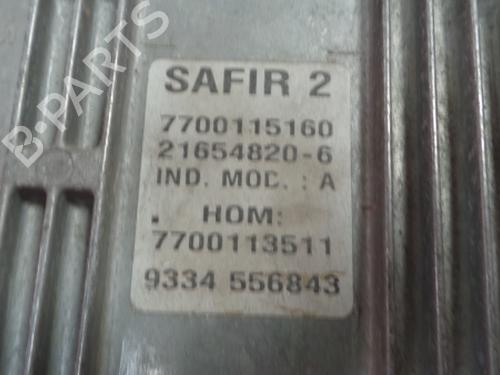 B-PARTS
SAFIR 2
7700115160
21654820-6
IND. MOD. : A
. HOM:
7700113511
9334 556843